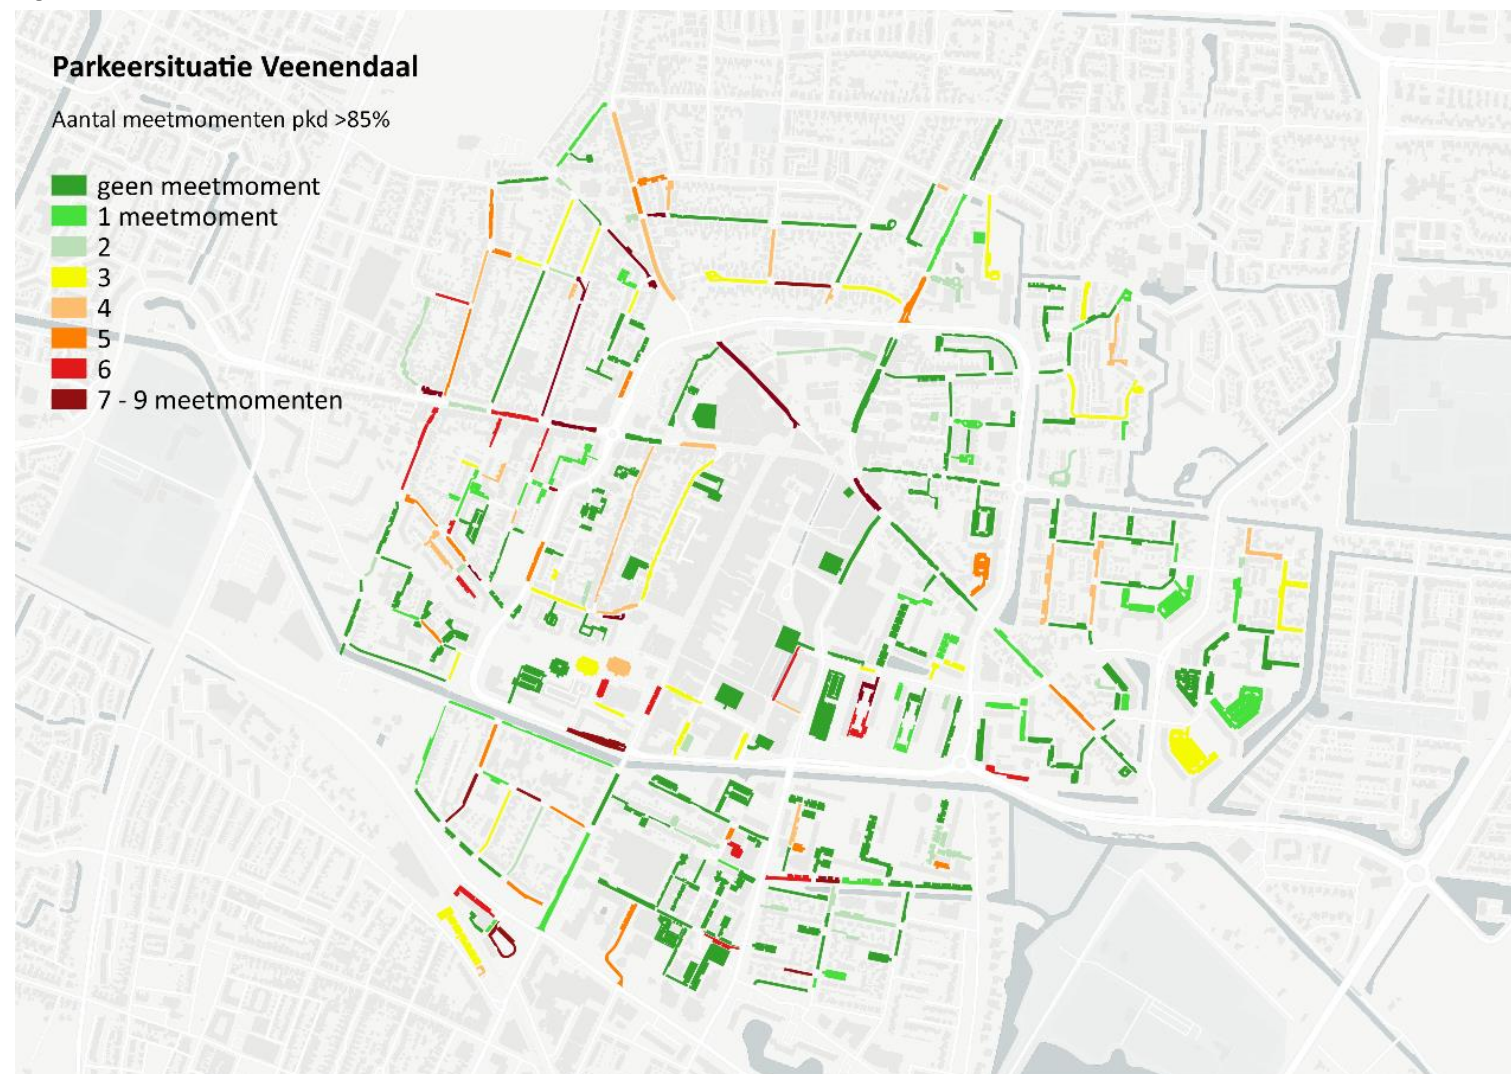 Parkeersituatie Veenendaal
Aantal meetmomenten pkd >85%
geen meetmoment
1 meetmoment
2
3
4
5
6
7 - 9 meetmomenten